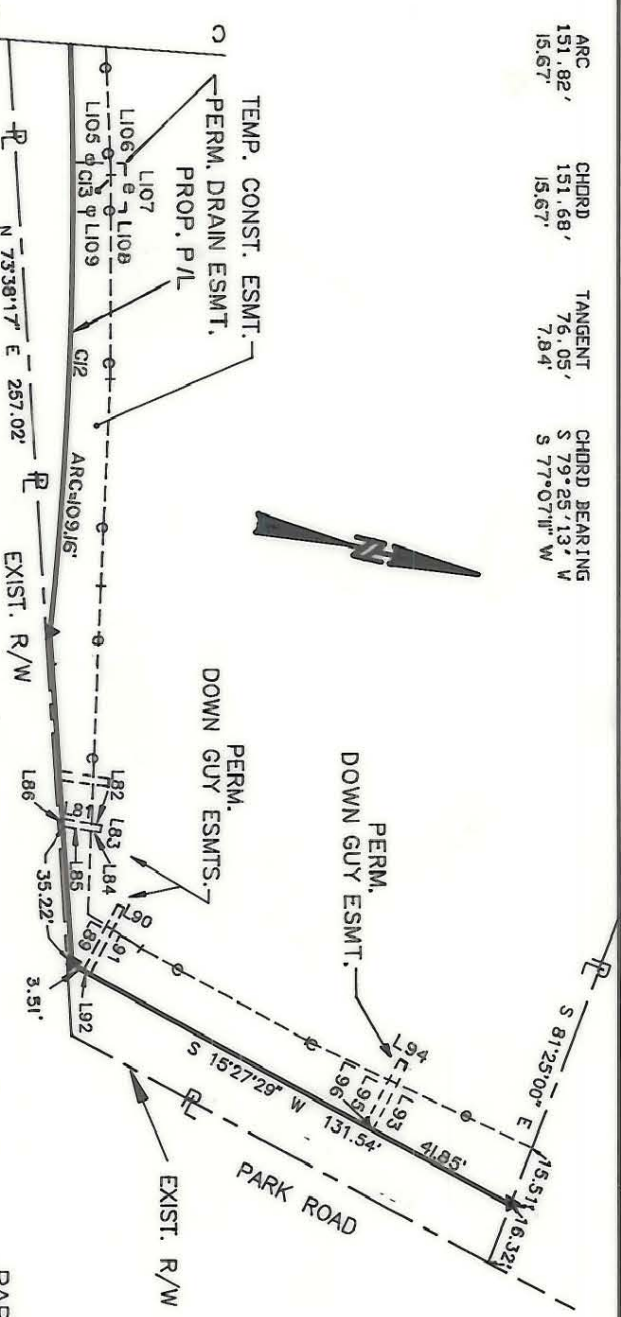 ARC CHORD TANGENT CHORD BEARING
151.82' 151.68' 76.05' S 79°25'13" W
15.67' 15.67' 7.84' S 77°07'11" W
TEMP. CONST. ESMT.
PERM. DRAIN ESMT.
PROP. P/L
L106
L107
L108
L105
C13
L109
C12
ARC=109.16'
N 73°38'17" E 257.02'
EXIST. R/W
PERM.
DOWN GUY ESMTS.
PERM.
DOWN GUY ESMT.
L82
L83
L81
L84
L85
L86
35.22'
3.51'
L90
L91
L89
L92
L94
L93
L95
L96
S 15°27'29" W
131.54'
41.85'
S 81°25'00" E
15.51'
16.32'
PARK ROAD
EXIST. R/W